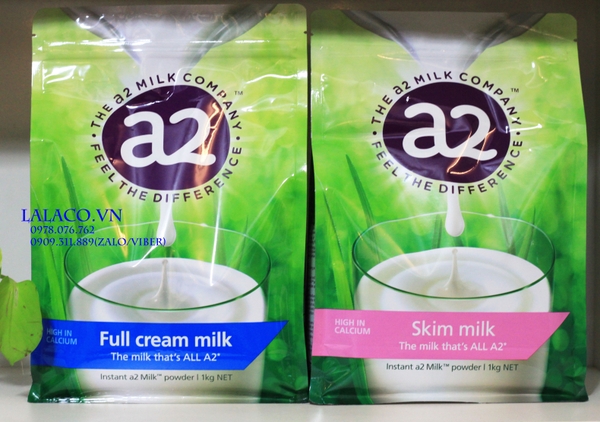 THE a2 MILK COMPANY™
a2
FEEL THE DIFFERENCE
LALACO.VN
0978.076.762
0909.311.889(ZALO/VIBER)
HIGH IN
CALCIUM
Full cream milk
The milk that's ALL A2*
Instant a2 Milk™ powder | 1kg NET
THE a2 MILK COMPANY™
a2
FEEL THE DIFFERENCE
HIGH IN
CALCIUM
Skim milk
The milk that's ALL A2*
Instant a2 Milk™ powder | 1kg NET